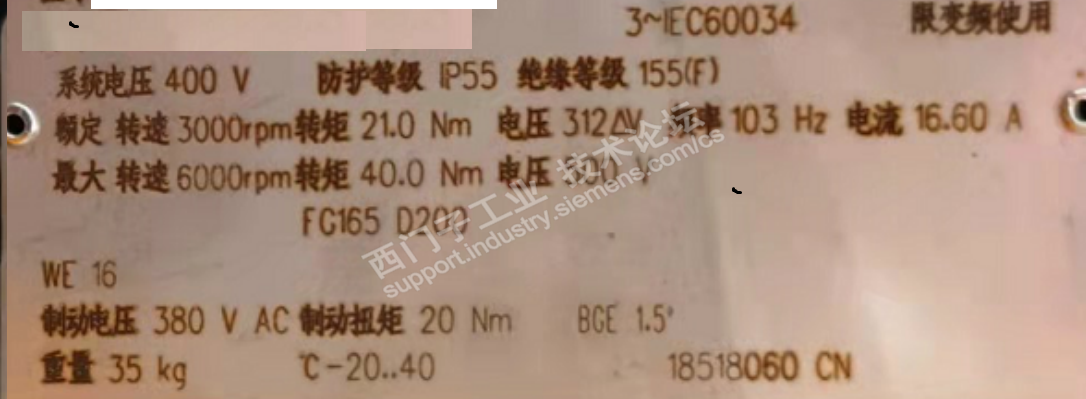 3~IEC60034 限变频使用
系统电压 400 V 防护等级 IP55 绝缘等级 155(F)
额定 转速 3000rpm 转矩 21.0 Nm 电压 312ΔV 率 103 Hz 电流 16.60 A
最大 转速 6000rpm 转矩 40.0 Nm 电压 V
FG165 D200
WE 16
制动电压 380 V AC 制动扭矩 20 Nm BGE 1.5
重量 35 kg ℃-20..40 18518060 CN
西门子工业 技术论坛
support.industry.siemens.com/cs